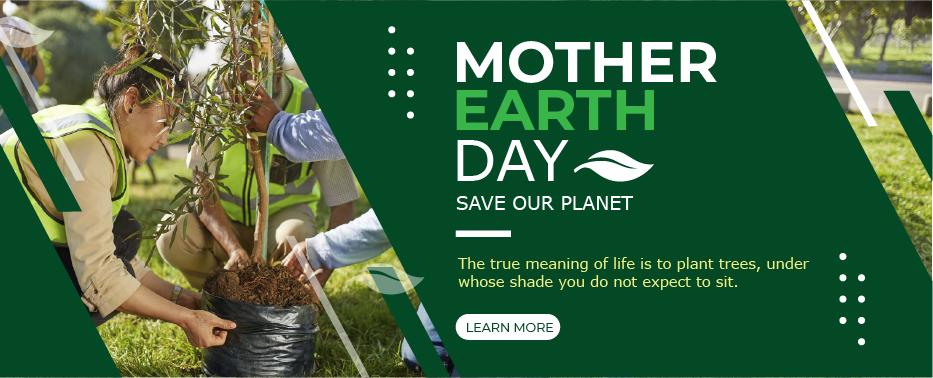 MOTHER
EARTH
DAY
SAVE OUR PLANET
The true meaning of life is to plant trees, under
whose shade you do not expect to sit.
LEARN MORE